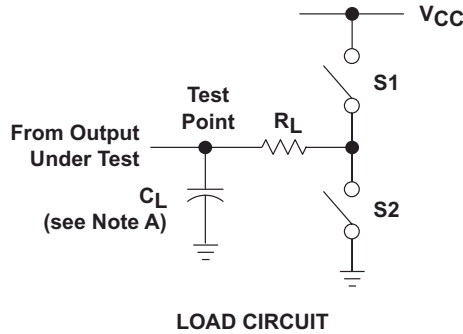 VCC
S1
Test
Point
RL
From Output
Under Test
CL
(see Note A)
S2
LOAD CIRCUIT